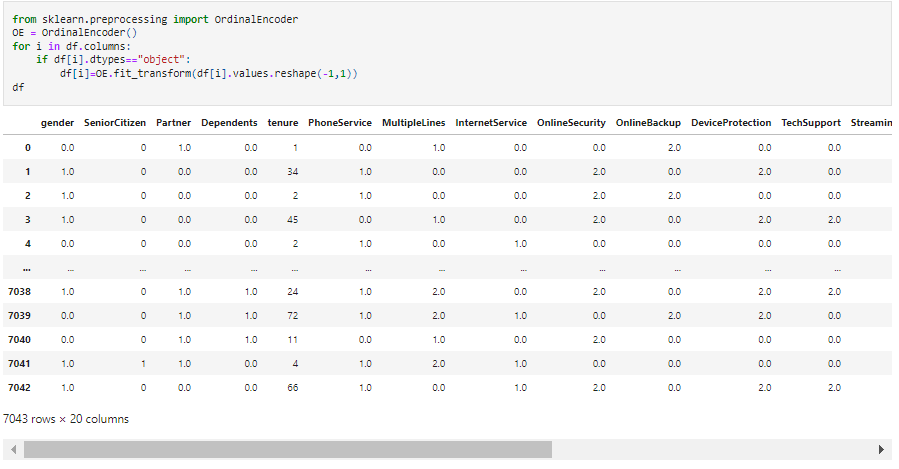 from sklearn.preprocessing import OrdinalEncoder
OE = OrdinalEncoder()
for i in df.columns:
    if df[i].dtypes=="object":
        df[i]=OE.fit_transform(df[i].values.reshape(-1,1))
df
gender SeniorCitizen Partner Dependents tenure PhoneService MultipleLines InternetService OnlineSecurity OnlineBackup DeviceProtection TechSupport Streamin
0 0.0 0 1.0 0.0 1 0.0 1.0 0.0 0.0 2.0 0.0 0.0
1 1.0 0 0.0 0.0 34 1.0 0.0 0.0 2.0 0.0 2.0 0.0
2 1.0 0 0.0 0.0 2 1.0 0.0 0.0 2.0 2.0 0.0 0.0
3 1.0 0 0.0 0.0 45 0.0 1.0 0.0 2.0 0.0 2.0 2.0
4 0.0 0 0.0 0.0 2 1.0 0.0 1.0 0.0 0.0 0.0 0.0
... ... ... ... ... ... ... ... ... ... ... ... ...
7038 1.0 0 1.0 1.0 24 1.0 2.0 0.0 2.0 0.0 2.0 2.0
7039 0.0 0 1.0 1.0 72 1.0 2.0 1.0 0.0 2.0 2.0 0.0
7040 0.0 0 1.0 1.0 11 0.0 1.0 0.0 2.0 0.0 0.0 0.0
7041 1.0 1 1.0 0.0 4 1.0 2.0 1.0 0.0 0.0 0.0 0.0
7042 1.0 0 0.0 0.0 66 1.0 0.0 1.0 2.0 0.0 2.0 2.0
7043 rows × 20 columns